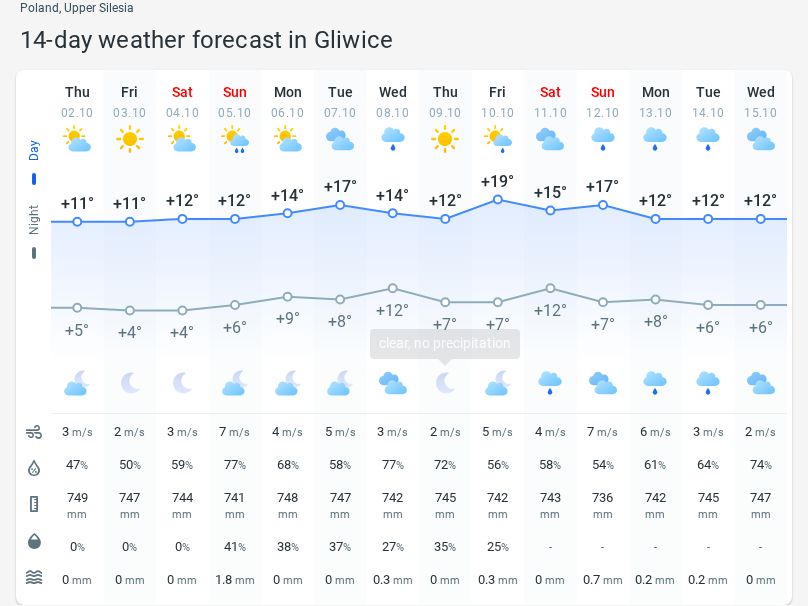 Poland, Upper Silesia
14-day weather forecast in Gliwice
Thu Fri Sat Sun Mon Tue Wed Thu Fri Sat Sun Mon Tue Wed
02.10 03.10 04.10 05.10 06.10 07.10 08.10 09.10 10.10 11.10 12.10 13.10 14.10 15.10
Day
+11° +11° +12° +12° +14° +17° +14° +12° +19° +15° +17° +12° +12° +12°
Night
+5° +4° +4° +6° +9° +8° +12° +7° +7° +12° +7° +8° +6° +6°
clear, no precipitation
3 m/s 2 m/s 3 m/s 7 m/s 4 m/s 5 m/s 3 m/s 2 m/s 5 m/s 4 m/s 7 m/s 6 m/s 3 m/s 2 m/s
47% 50% 59% 77% 68% 58% 77% 72% 56% 58% 54% 61% 64% 74%
749 747 744 741 748 747 742 745 742 743 736 742 745 747
mm mm mm mm mm mm mm mm mm mm mm mm mm mm
0% 0% 0% 41% 38% 37% 27% 35% 25% - - - - -
0 mm 0 mm 0 mm 1.8 mm 0 mm 0 mm 0.3 mm 0 mm 0.3 mm 0 mm 0.7 mm 0.2 mm 0.2 mm 0 mm